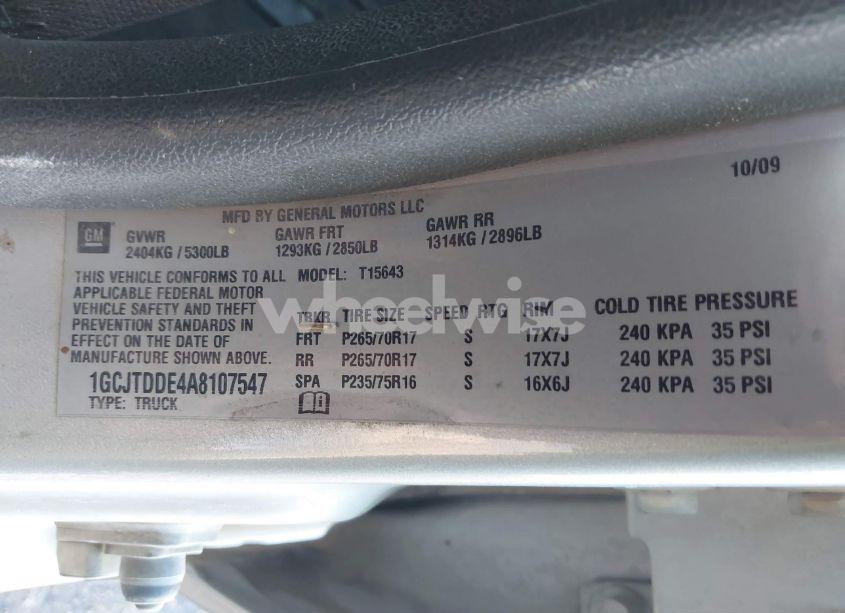 10/09
MFD BY GENERAL MOTORS LLC
GM
GVWR GAWR FRT GAWR RR
2404KG / 5300LB 1293KG / 2850LB 1314KG / 2896LB
THIS VEHICLE CONFORMS TO ALL MODEL: T15643
APPLICABLE FEDERAL MOTOR
VEHICLE SAFETY AND THEFT
PREVENTION STANDARDS IN
EFFECT ON THE DATE OF
MANUFACTURE SHOWN ABOVE.
1GCJTDDE4A8107547
TYPE: TRUCK
TRKR TIRE SIZE SPEED RTG RIM COLD TIRE PRESSURE
FRT P265/70R17 S 17X7J 240 KPA 35 PSI
RR P265/70R17 S 17X7J 240 KPA 35 PSI
SPA P235/75R16 S 16X6J 240 KPA 35 PSI
wheelwise